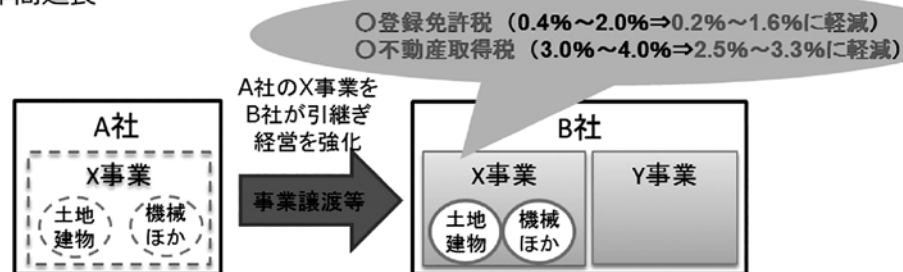 ○登録免許税（0.4%～2.0%⇒0.2%～1.6%に軽減）
○不動産取得税（3.0%～4.0%⇒2.5%～3.3%に軽減）
A社のX事業を
B社が引継ぎ
経営を強化
事業譲渡等
A社
X事業
土地
建物
機械
ほか
B社
X事業
土地
建物
機械
ほか
Y事業